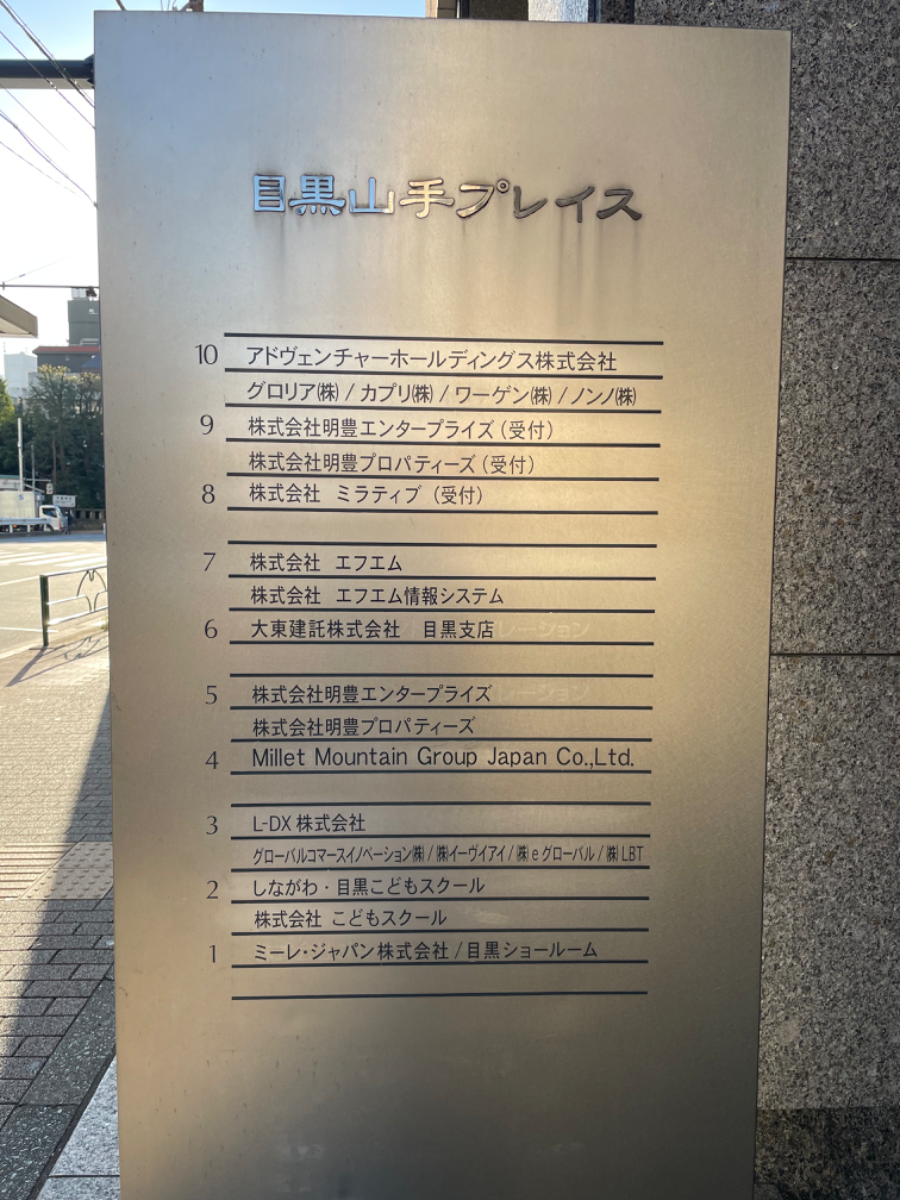 目黒山手プレイス
10 アドヴェンチャーホールディングス株式会社
グロリア㈱ / カプリ㈱ / ワーゲン㈱ / ノンノ㈱
9 株式会社明豊エンタープライズ (受付)
株式会社明豊プロパティーズ (受付)
8 株式会社 ミラティブ (受付)
7 株式会社 エフエム
株式会社 エフエム情報システム
6 大東建託株式会社 目黒支店
5 株式会社明豊エンタープライズ
株式会社明豊プロパティーズ
4 Millet Mountain Group Japan Co.,Ltd.
3 L-DX 株式会社
グローバルコマースイノベーション㈱ / ㈱イーヴイアイ / ㈱ e グローバル / ㈱ LBT
2 しながわ・目黒こどもスクール
株式会社 こどもスクール
1 ミーレ・ジャパン株式会社 / 目黒ショールーム